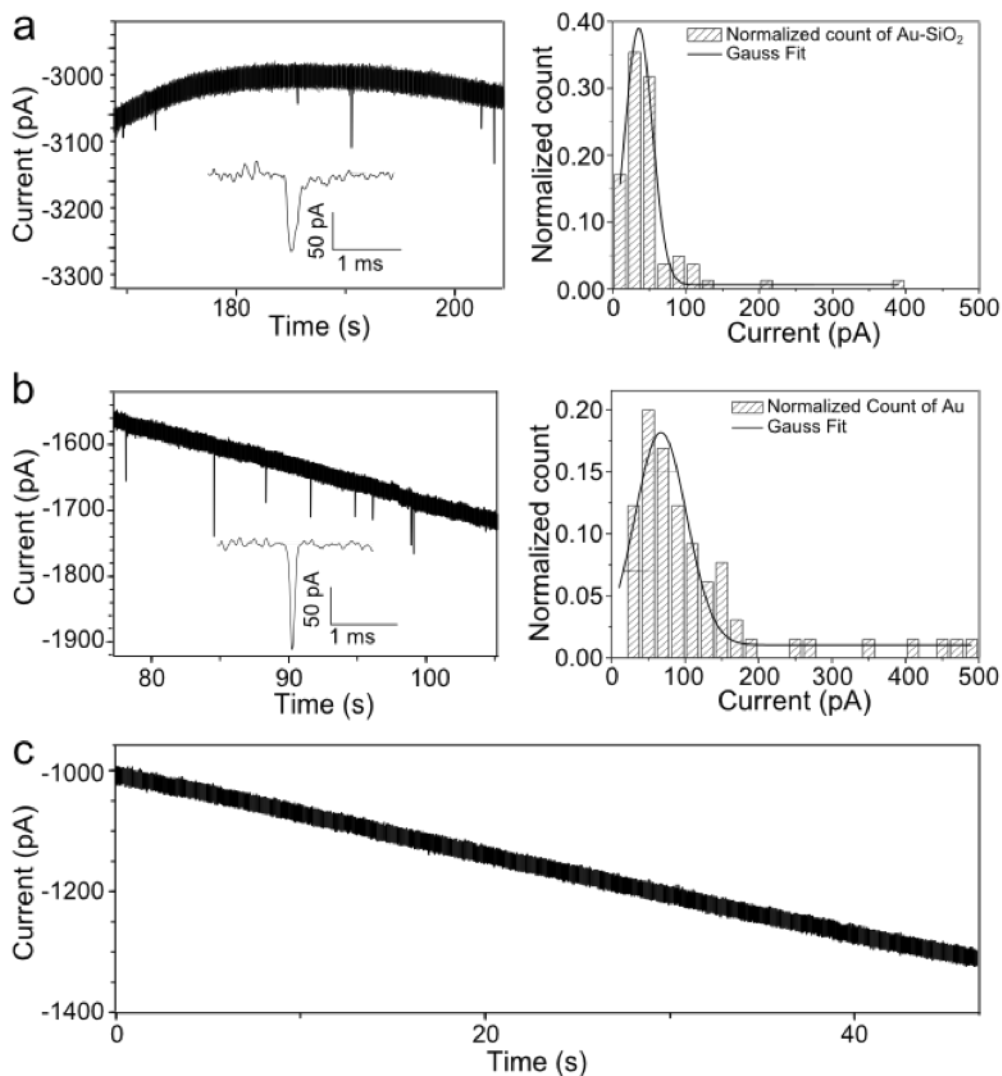 a
Current (pA)
-3000
-3100
-3200
-3300
50 pA
1 ms
180
200
Time (s)
Normalized count
0.40
0.30
0.20
0.10
0.00
Normalized count of Au-SiO₂
Gauss Fit
0
100
200
300
400
500
Current (pA)
b
Current (pA)
-1600
-1700
-1800
-1900
50 pA
1 ms
80
90
100
Time (s)
Normalized count
0.20
0.15
0.10
0.05
0.00
Normalized Count of Au
Gauss Fit
0
100
200
300
400
500
Current (pA)
c
Current (pA)
-1000
-1200
-1400
0
20
40
Time (s)